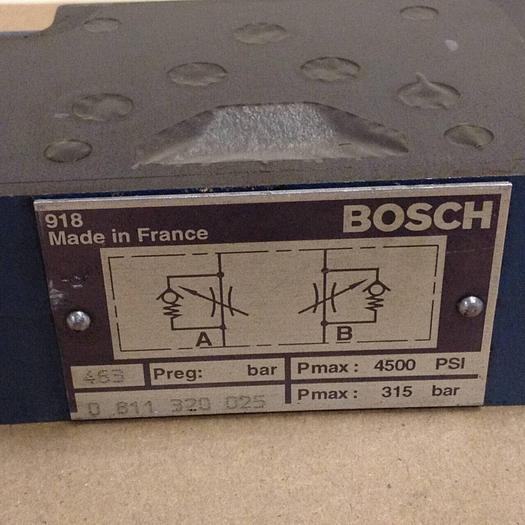 918
Made in France
BOSCH
A
B
463
Preg: bar
Pmax: 4500 PSI
0 811 320 025
Pmax: 315 bar